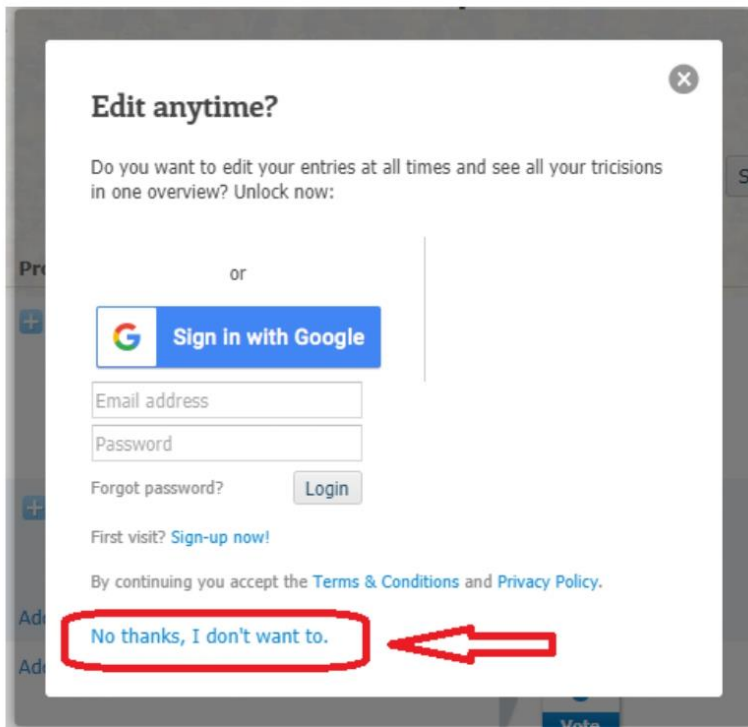 Edit anytime?
Do you want to edit your entries at all times and see all your tricisions
in one overview? Unlock now:
or
Sign in with Google
Email address
Password
Forgot password?
Login
First visit? Sign-up now!
By continuing you accept the Terms & Conditions and Privacy Policy.
No thanks, I don't want to.
Vote